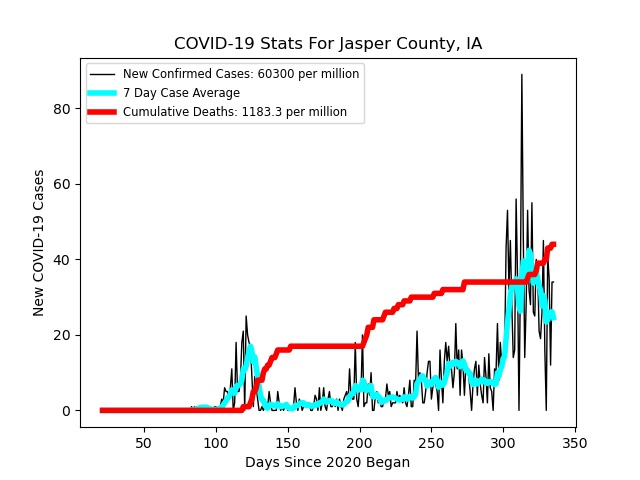 COVID-19 Stats For Jasper County, IA
New Confirmed Cases: 60300 per million
7 Day Case Average
Cumulative Deaths: 1183.3 per million
New COVID-19 Cases
80
60
40
20
0
50
100
150
200
250
300
350
Days Since 2020 Began